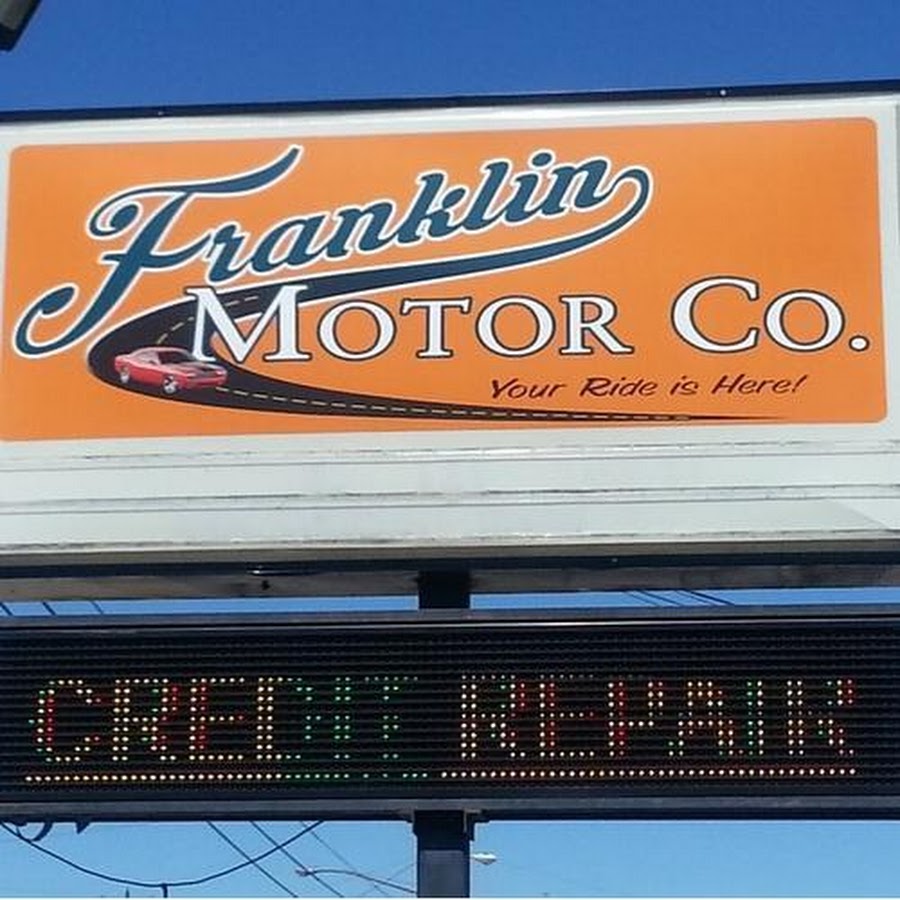 Franklin
MOTOR CO.
Your Ride is Here!
CREDIT REPAIR